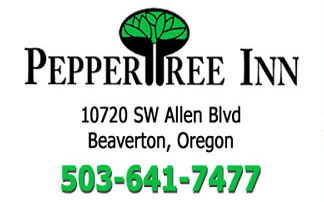 PEPPERTREE INN
10720 SW Allen Blvd
Beaverton, Oregon
503-641-7477